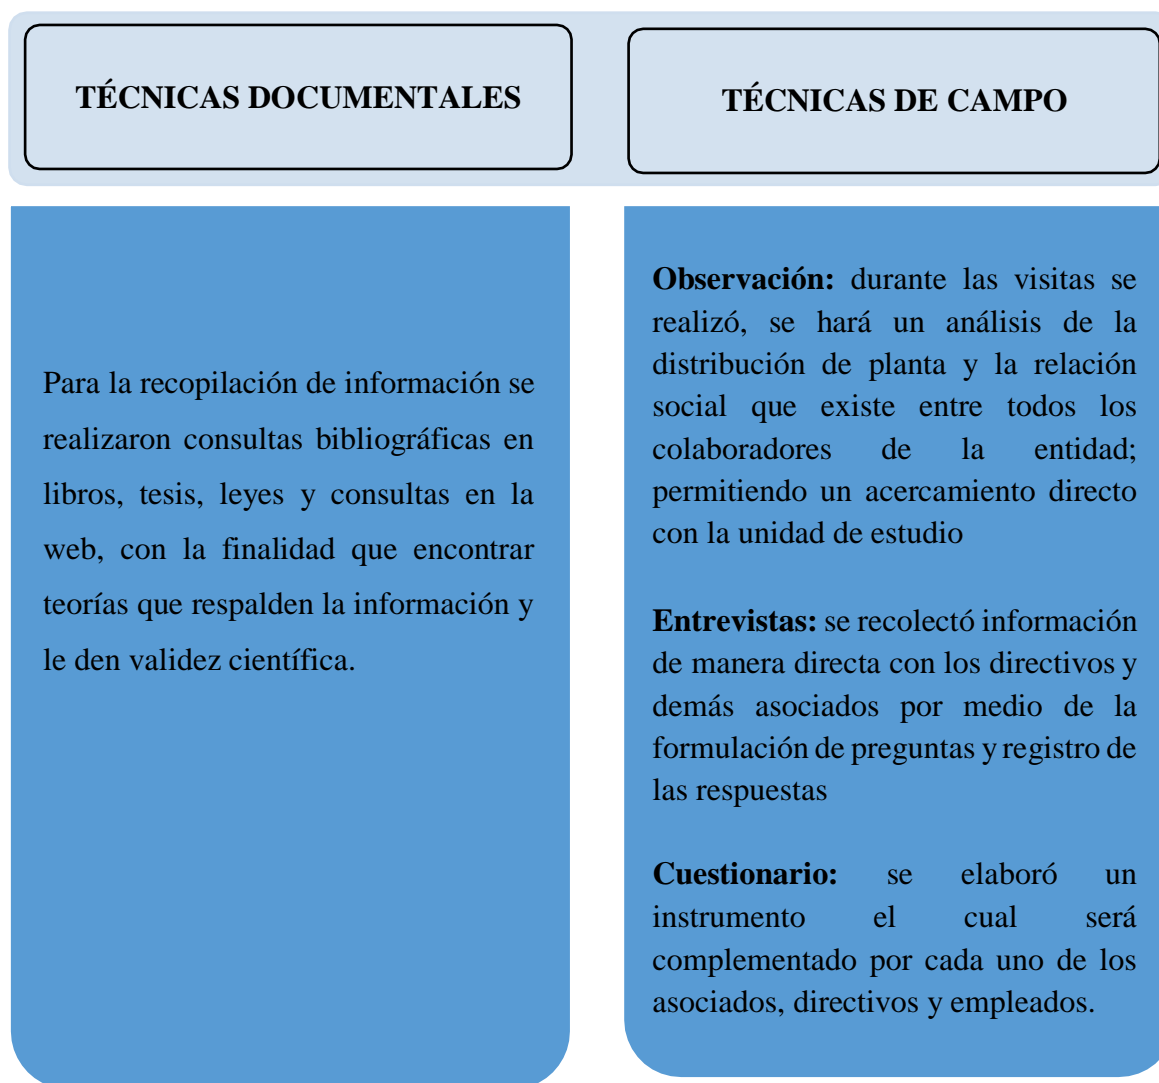 TÉCNICAS DOCUMENTALES
Para la recopilación de información se
realizaron consultas bibliográficas en
libros, tesis, leyes y consultas en la
web, con la finalidad que encontrar
teorías que respalden la información y
le den validez científica.
TÉCNICAS DE CAMPO
Observación: durante las visitas se
realizó, se hará un análisis de la
distribución de planta y la relación
social que existe entre todos los
colaboradores de la entidad;
permitiendo un acercamiento directo
con la unidad de estudio
Entrevistas: se recolectó información
de manera directa con los directivos y
demás asociados por medio de la
formulación de preguntas y registro de
las respuestas
Cuestionario: se elaboró un
instrumento el cual será
complementado por cada uno de los
asociados, directivos y empleados.